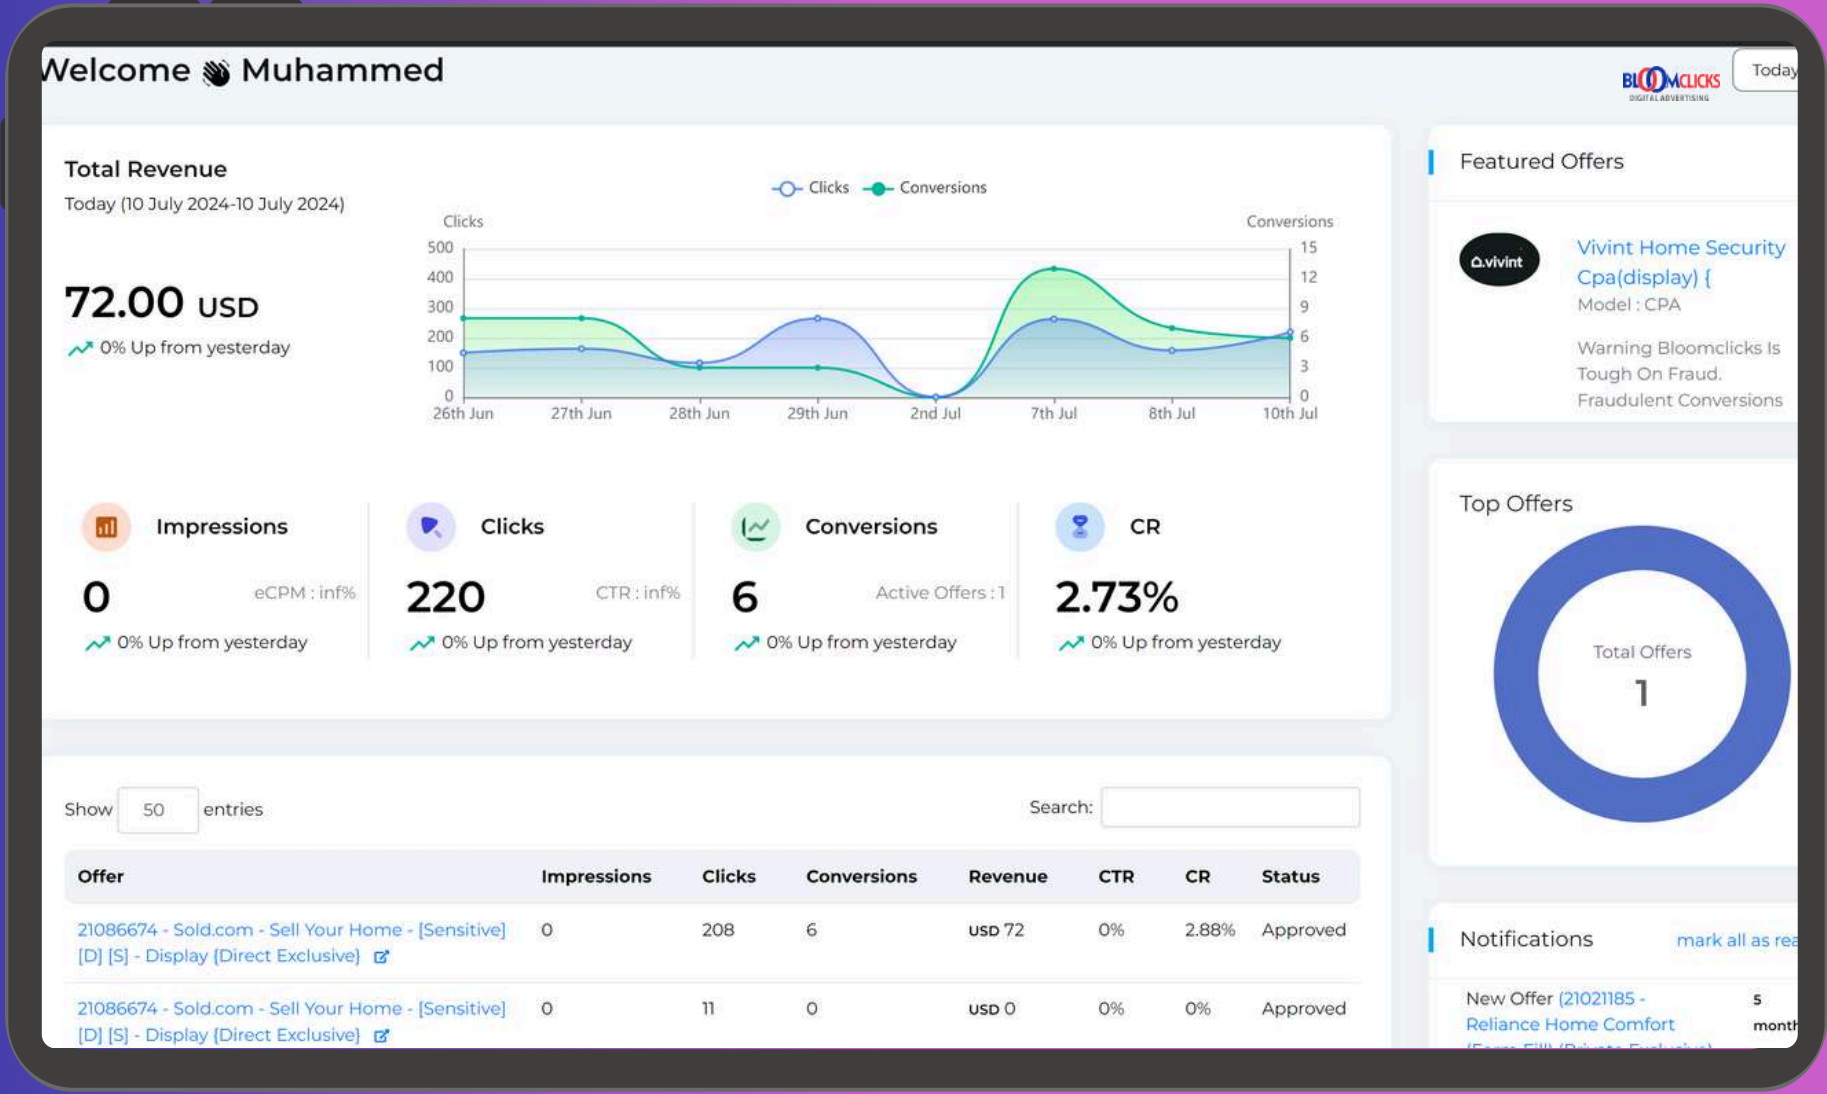 Welcome 👋 Muhammed
BLOOMCLICKS
DIGITAL ADVERTISING
Today
Total Revenue
Today (10 July 2024-10 July 2024)
72.00 USD
0% Up from yesterday
Clicks
Conversions
Clicks
Conversions
500
400
300
200
100
0
15
12
9
6
3
0
26th Jun
27th Jun
28th Jun
29th Jun
2nd Jul
7th Jul
8th Jul
10th Jul
Impressions
0
eCPM : inf%
0% Up from yesterday
Clicks
220
CTR : inf%
0% Up from yesterday
Conversions
6
Active Offers : 1
0% Up from yesterday
CR
2.73%
0% Up from yesterday
Featured Offers
vivint
Vivint Home Security
Cpa(display) {
Model : CPA
Warning Bloomclicks Is
Tough On Fraud.
Fraudulent Conversions
Top Offers
Total Offers
1
Show 50 entries
Search:
Offer Impressions Clicks Conversions Revenue CTR CR Status
21086674 - Sold.com - Sell Your Home - [Sensitive] 0 208 6 USD 72 0% 2.88% Approved
[D] [S] - Display {Direct Exclusive}
21086674 - Sold.com - Sell Your Home - [Sensitive] 0 11 0 USD 0 0% 0% Approved
[D] [S] - Display {Direct Exclusive}
Notifications
mark all as rea
New Offer (21021185 - 5
Reliance Home Comfort month